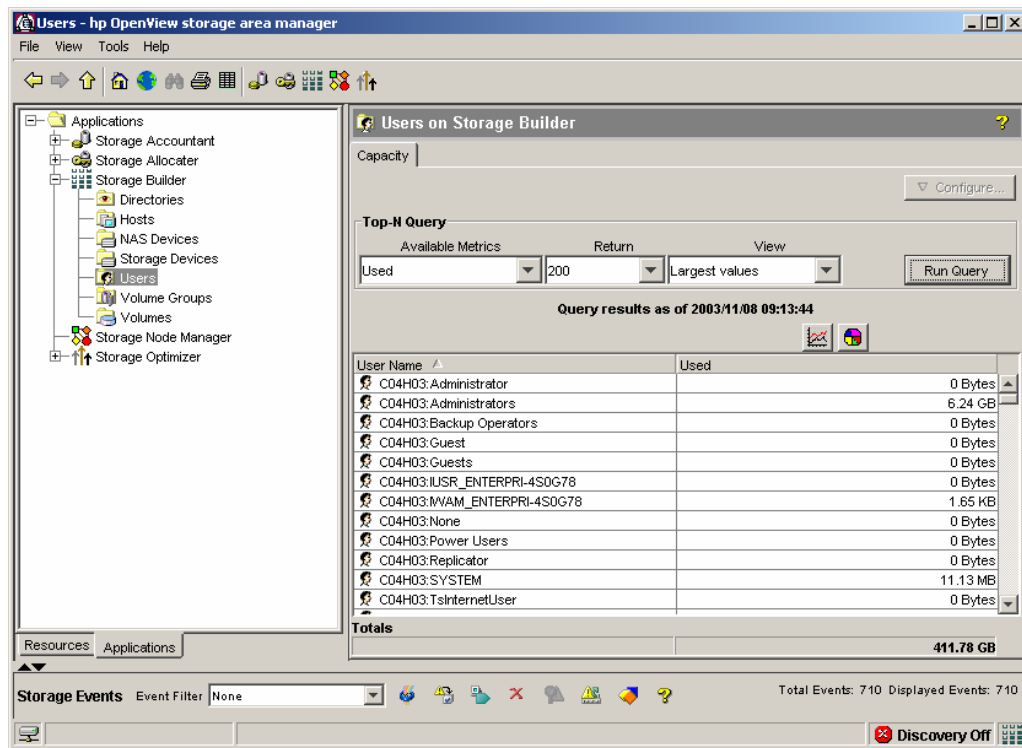 Users - hp OpenView storage area manager
File View Tools Help
Applications
Storage Accountant
Storage Allocater
Storage Builder
Directories
Hosts
NAS Devices
Storage Devices
Users
Volume Groups
Volumes
Storage Node Manager
Storage Optimizer
Resources Applications
Users on Storage Builder
Capacity
Configure...
Top-N Query
Available Metrics Return View
Used 200 Largest values Run Query
Query results as of 2003/11/08 09:13:44
User Name Used
C04H03:Administrator 0 Bytes
C04H03:Administrators 6.24 GB
C04H03:Backup Operators 0 Bytes
C04H03:Guest 0 Bytes
C04H03:Guests 0 Bytes
C04H03:IUSR_ENTERPRI-4S0G78 0 Bytes
C04H03:IWAM_ENTERPRI-4S0G78 1.65 KB
C04H03:None 0 Bytes
C04H03:Power Users 0 Bytes
C04H03:Replicator 0 Bytes
C04H03:SYSTEM 11.13 MB
C04H03:TsInternetUser 0 Bytes
Totals
411.78 GB
Storage Events Event Filter None Total Events: 710 Displayed Events: 710
Discovery Off